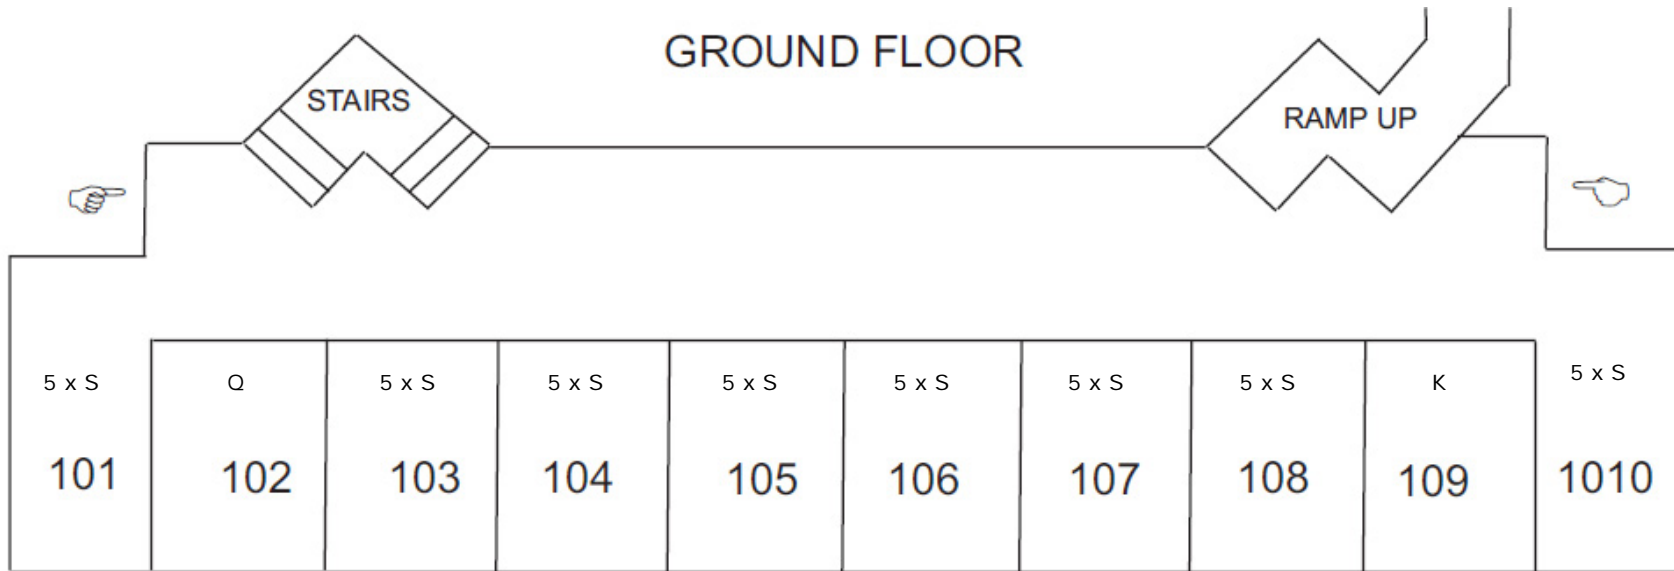 GROUND FLOOR
STAIRS
RAMP UP
5 x S Q 5 x S 5 x S 5 x S 5 x S 5 x S 5 x S K 5 x S
101 102 103 104 105 106 107 108 109 1010